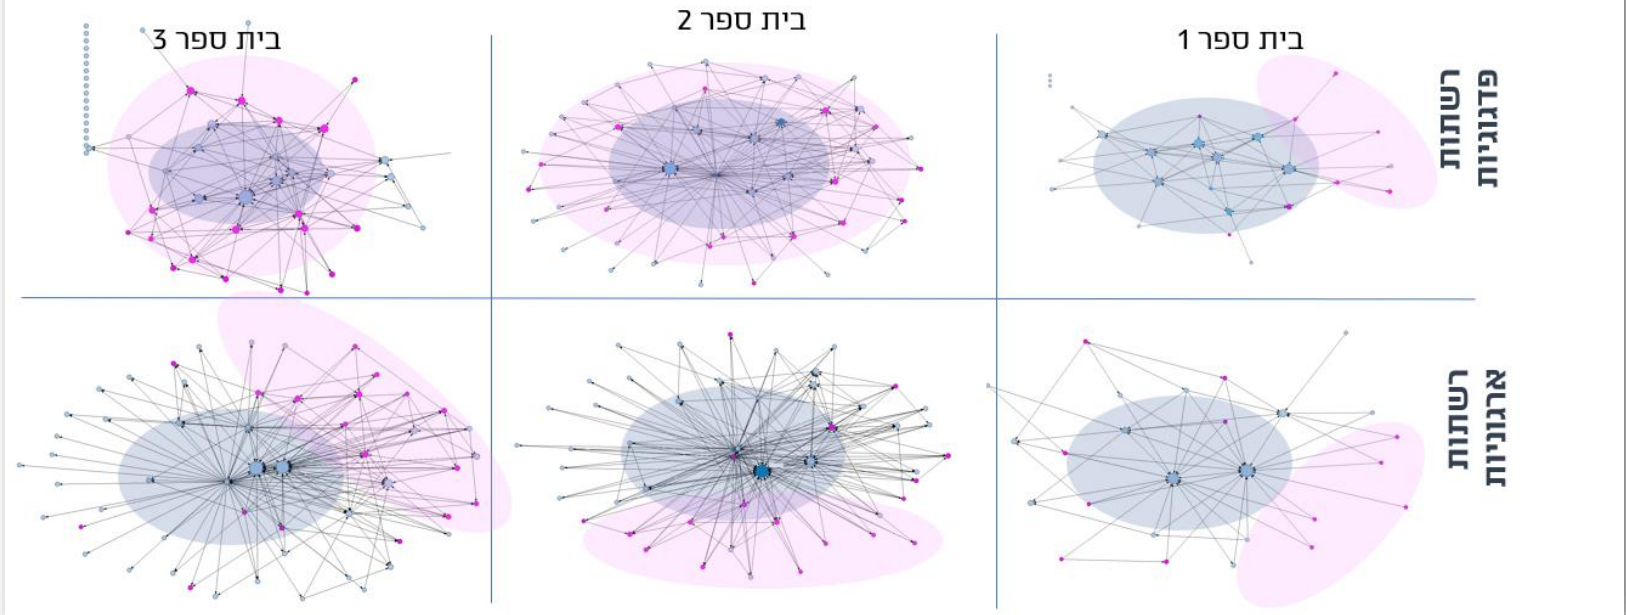 בית ספר 1
בית ספר 2
בית ספר 3
רשתות
פדגוגיות
רשתות
ארגוניות